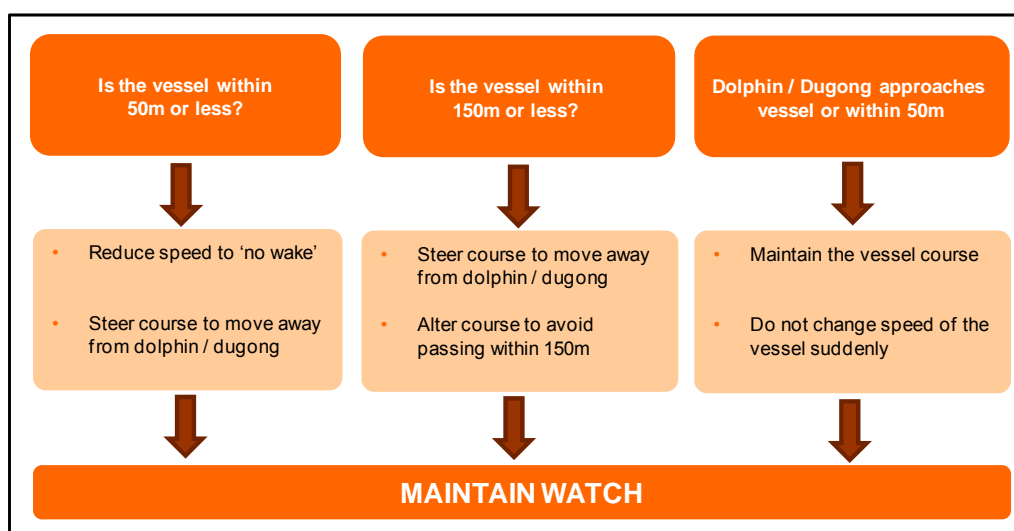 Is the vessel within
50m or less?
Is the vessel within
150m or less?
Dolphin / Dugong approaches
vessel or within 50m
• Reduce speed to ‘no wake’
• Steer course to move away
from dolphin / dugong
• Steer course to move away
from dolphin / dugong
• Alter course to avoid
passing within 150m
• Maintain the vessel course
• Do not change speed of the
vessel suddenly
MAINTAIN WATCH